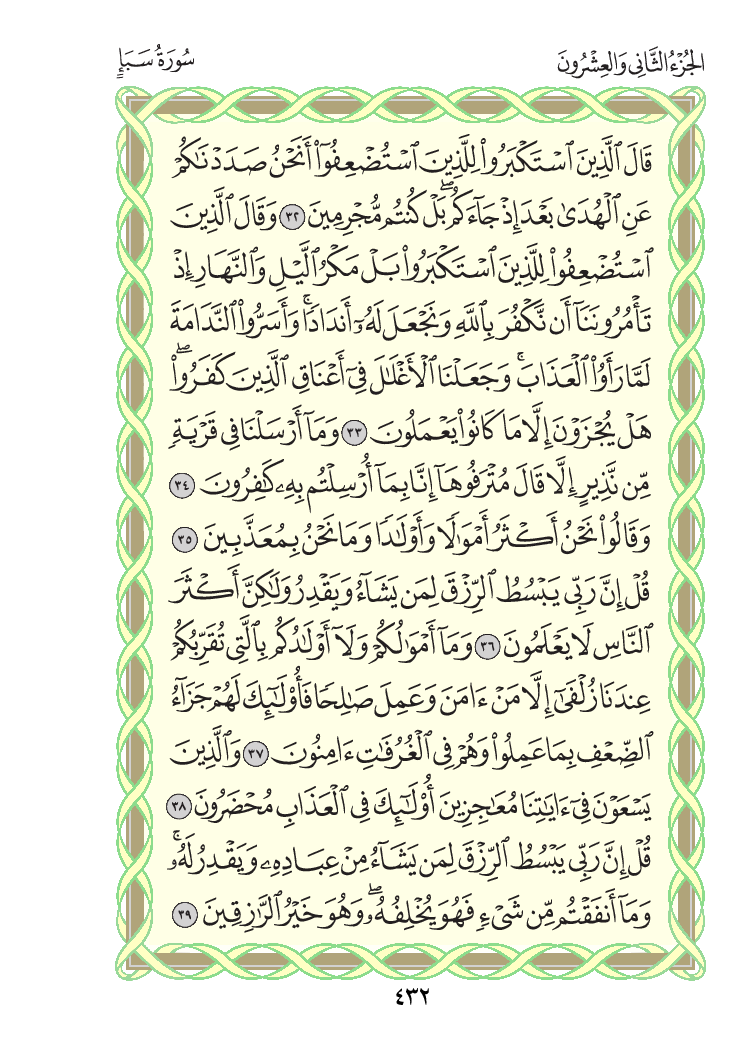 الجُزْءُ الثَّانِي وَالعِشْرُونَ
سُورَةُ سَبَإٍ
قَالَ ٱلَّذِينَ ٱسْتَكْبَرُوا۟ لِلَّذِينَ ٱسْتُضْعِفُوٓا۟ أَنَحْنُ صَدَدْنَٰكُمْ
عَنِ ٱلْهُدَىٰ بَعْدَ إِذْ جَآءَكُم ۖ بَلْ كُنتُم مُّجْرِمِينَ ٣٢ وَقَالَ ٱلَّذِينَ
ٱسْتُضْعِفُوا۟ لِلَّذِينَ ٱسْتَكْبَرُوا۟ بَلْ مَكْرُ ٱلَّيْلِ وَٱلنَّهَارِ إِذْ
تَأْمُرُونَنَآ أَن نَّكْفُرَ بِٱللَّهِ وَنَجْعَلَ لَهُۥٓ أَندَادًا ۚ وَأَسَرُّوا۟ ٱلنَّدَامَةَ
لَمَّا رَأَوُا۟ ٱلْعَذَابَ ۚ وَجَعَلْنَا ٱلْأَغْلَٰلَ فِىٓ أَعْنَاقِ ٱلَّذِينَ كَفَرُوا۟ ۖ
هَلْ يُجْزَوْنَ إِلَّا مَا كَانُوا۟ يَعْمَلُونَ ٣٣ وَمَآ أَرْسَلْنَا فِى قَرْيَةٍ
مِّن نَّذِيرٍ إِلَّا قَالَ مُتْرَفُوهَآ إِنَّا بِمَآ أُرْسِلْتُم بِهِۦ كَٰفِرُونَ ٣٤
وَقَالُوا۟ نَحْنُ أَكْثَرُ أَمْوَٰلًا وَأَوْلَٰدًا وَمَا نَحْنُ بِمُعَذَّبِينَ ٣٥
قُلْ إِنَّ رَبِّى يَبْسُطُ ٱلرِّزْقَ لِمَن يَشَآءُ وَيَقْدِرُ وَلَٰكِنَّ أَكْثَرَ
ٱلنَّاسِ لَا يَعْلَمُونَ ٣٦ وَمَآ أَمْوَٰلُكُمْ وَلَآ أَوْلَٰدُكُم بِٱلَّتِى تُقَرِّبُكُمْ
عِندَنَا زُلْفَىٰٓ إِلَّا مَنْ ءَامَنَ وَعَمِلَ صَٰلِحًا فَأُو۟لَٰٓئِكَ لَهُمْ جَزَآءُ
ٱلضِّعْفِ بِمَا عَمِلُوا۟ وَهُمْ فِى ٱلْغُرُفَٰتِ ءَامِنُونَ ٣٧ وَٱلَّذِينَ
يَسْعَوْنَ فِىٓ ءَايَٰتِنَا مُعَٰجِزِينَ أُو۟لَٰٓئِكَ فِى ٱلْعَذَابِ مُحْضَرُونَ ٣٨
قُلْ إِنَّ رَبِّى يَبْسُطُ ٱلرِّزْقَ لِمَن يَشَآءُ مِنْ عِبَادِهِۦ وَيَقْدِرُ لَهُۥ ۚ
وَمَآ أَنفَقْتُم مِّن شَىْءٍ فَهُوَ يُخْلِفُهُۥ ۖ وَهُوَ خَيْرُ ٱلرَّٰزِقِينَ ٣٩
٤٣٢